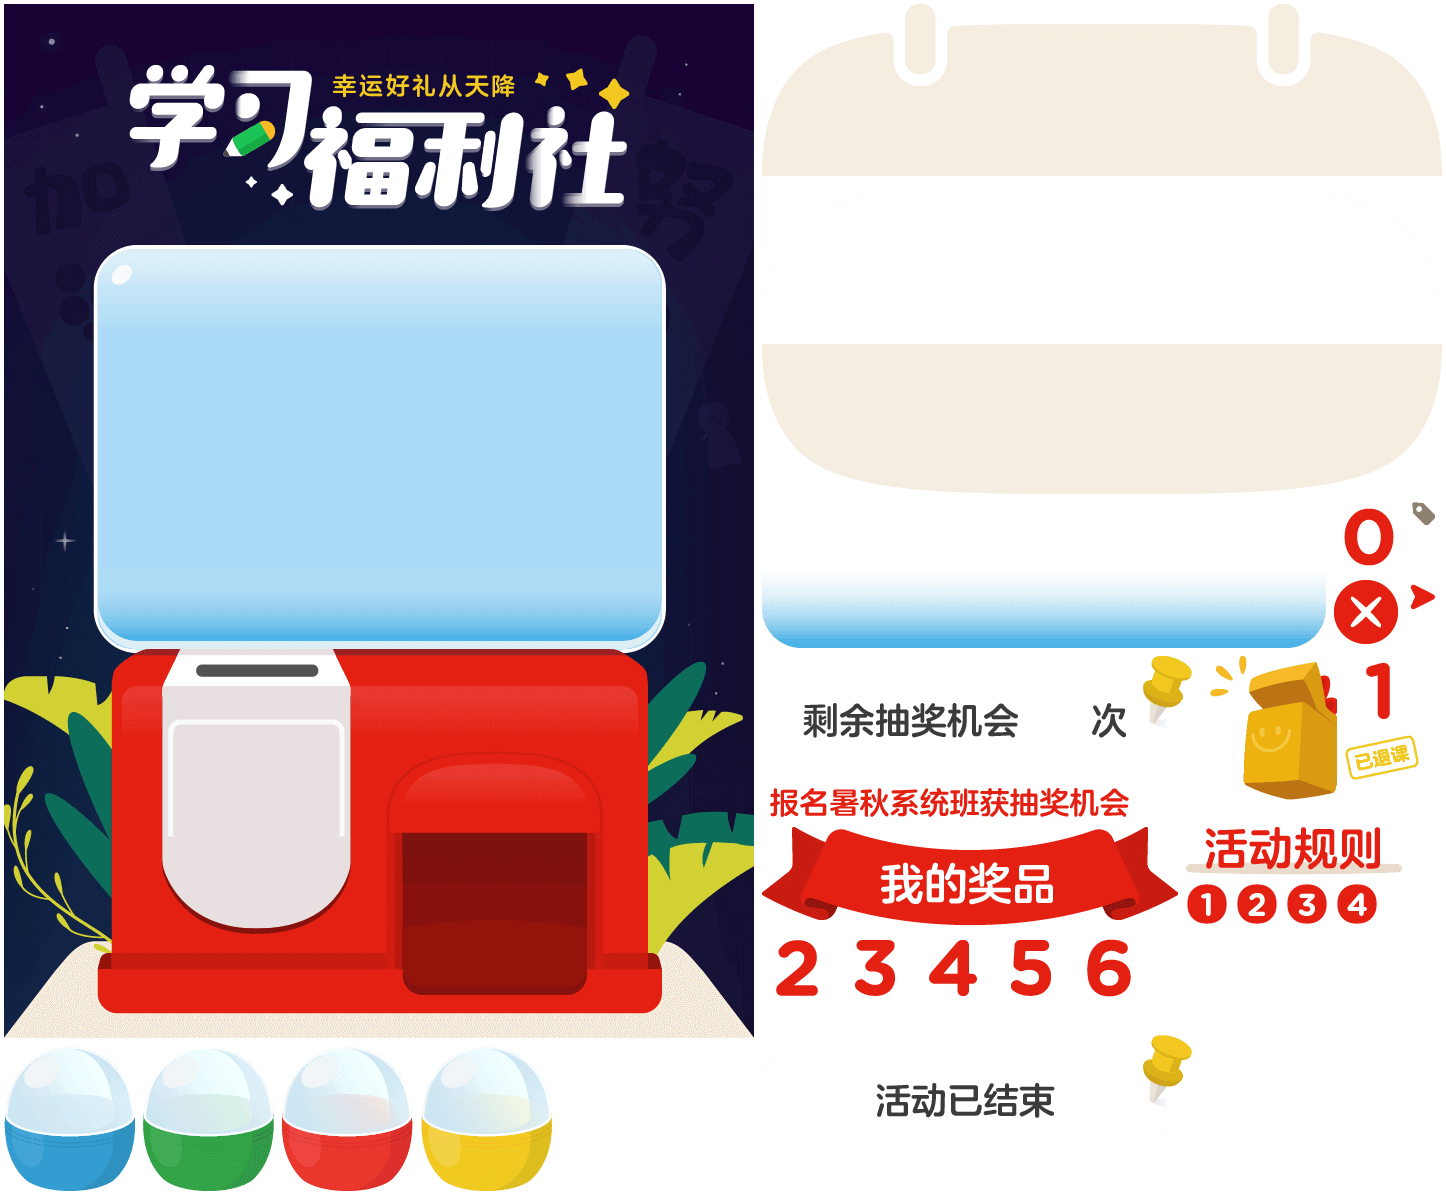 幸运好礼从天降
学习
福利社
加
努
0
剩余抽奖机会 次
1
已退课
报名暑秋系统班获抽奖机会
我的奖品
活动规则
1 2 3 4
2 3 4 5 6
活动已结束